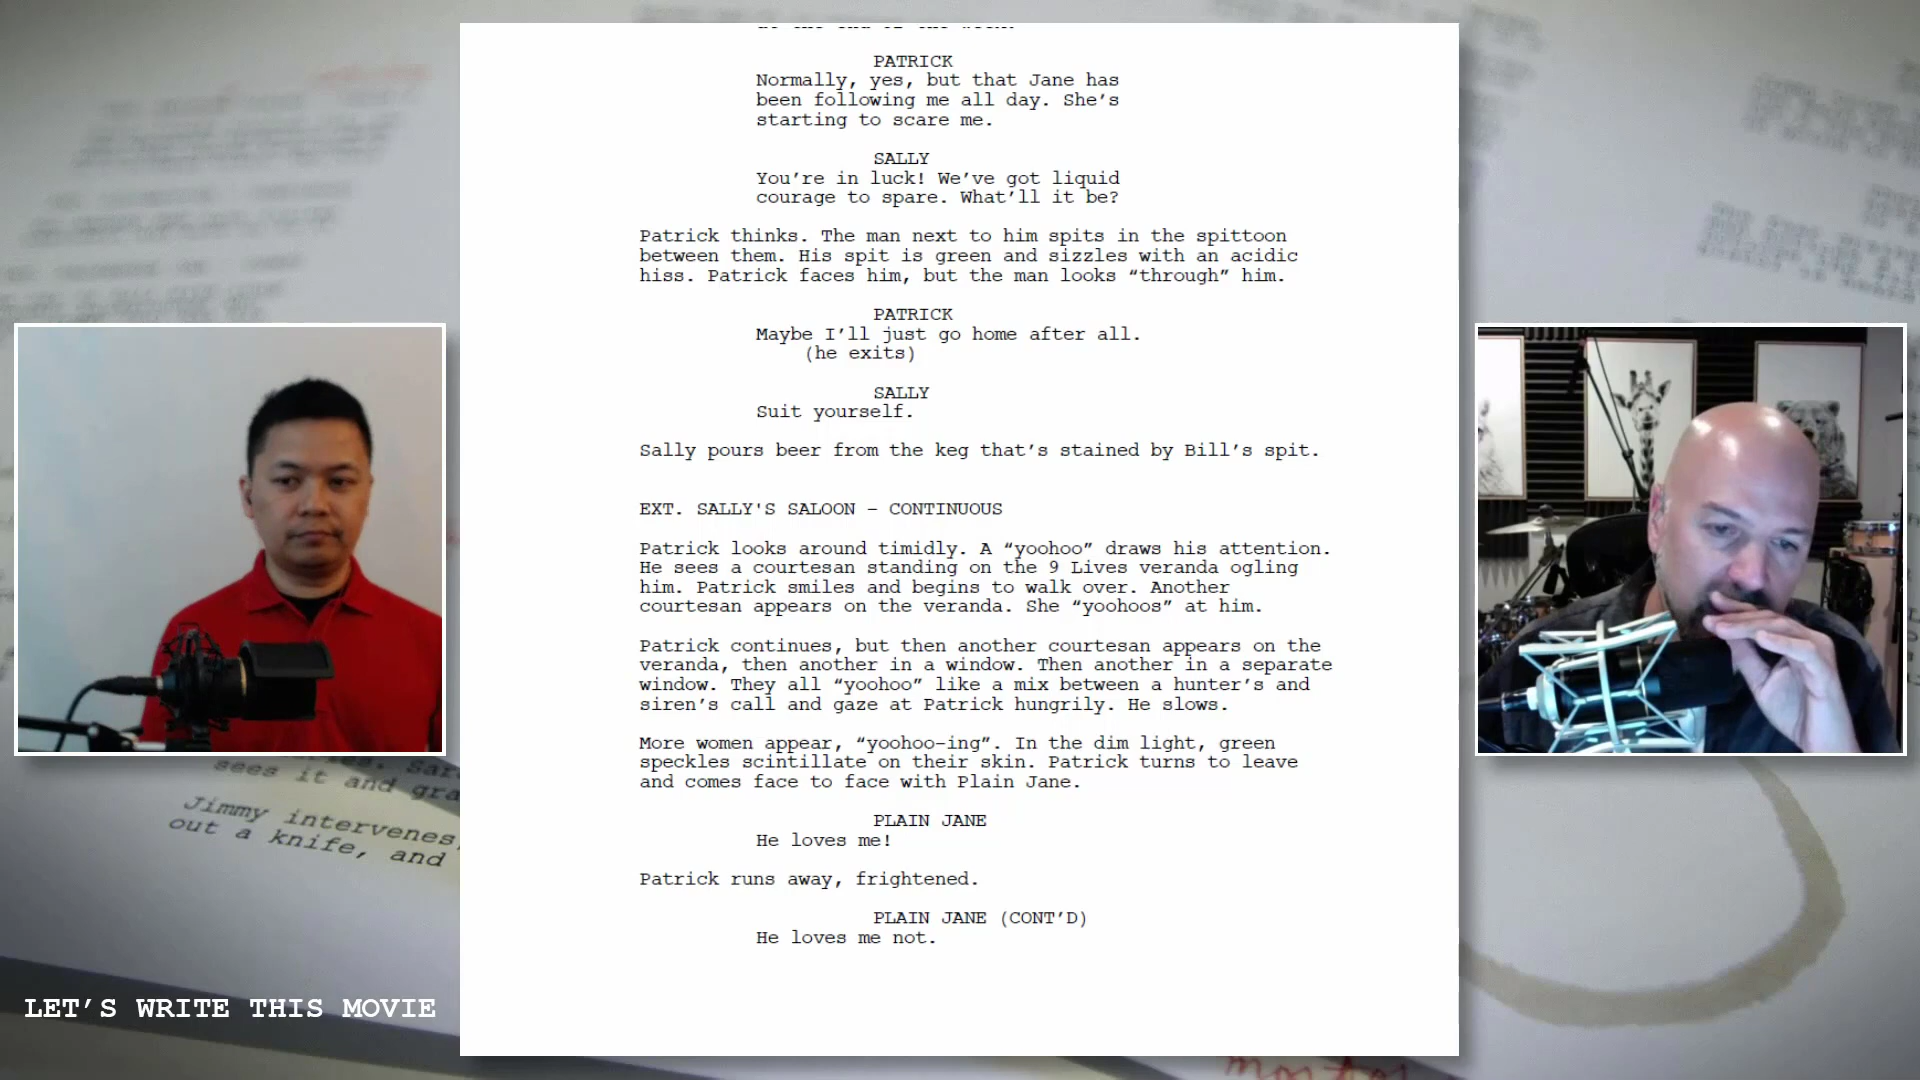 PATRICK
Normally, yes, but that Jane has
been following me all day. She’s
starting to scare me.
SALLY
You’re in luck! We’ve got liquid
courage to spare. What’ll it be?
Patrick thinks. The man next to him spits in the spittoon
between them. His spit is green and sizzles with an acidic
hiss. Patrick faces him, but the man looks “through” him.
PATRICK
Maybe I’ll just go home after all.
(he exits)
SALLY
Suit yourself.
Sally pours beer from the keg that’s stained by Bill’s spit.
EXT. SALLY'S SALOON – CONTINUOUS
Patrick looks around timidly. A “yoohoo” draws his attention.
He sees a courtesan standing on the 9 Lives veranda ogling
him. Patrick smiles and begins to walk over. Another
courtesan appears on the veranda. She “yoohoos” at him.
Patrick continues, but then another courtesan appears on the
veranda, then another in a window. Then another in a separate
window. They all “yoohoo” like a mix between a hunter’s and
siren’s call and gaze at Patrick hungrily. He slows.
More women appear, “yoohoo-ing”. In the dim light, green
speckles scintillate on their skin. Patrick turns to leave
and comes face to face with Plain Jane.
PLAIN JANE
He loves me!
Patrick runs away, frightened.
PLAIN JANE (CONT’D)
He loves me not.
sees it and gra
Jimmy intervenes
out a knife, and
LET’S WRITE THIS MOVIE